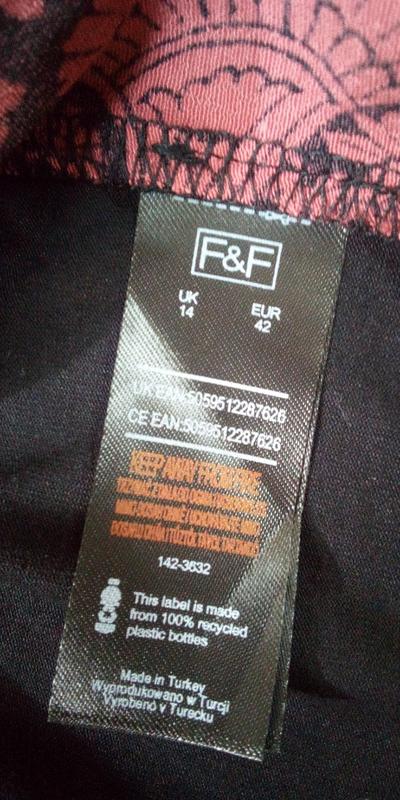 F&F
UK EUR
14 42
UK EAN:5059512287626
CE EAN:5059512287626
KEEP AWAY FROM FIRE
142-3632
This label is made
from 100% recycled
plastic bottles
Made in Turkey
Wyprodukowano w Turcji
Vyrobeno v Turecku